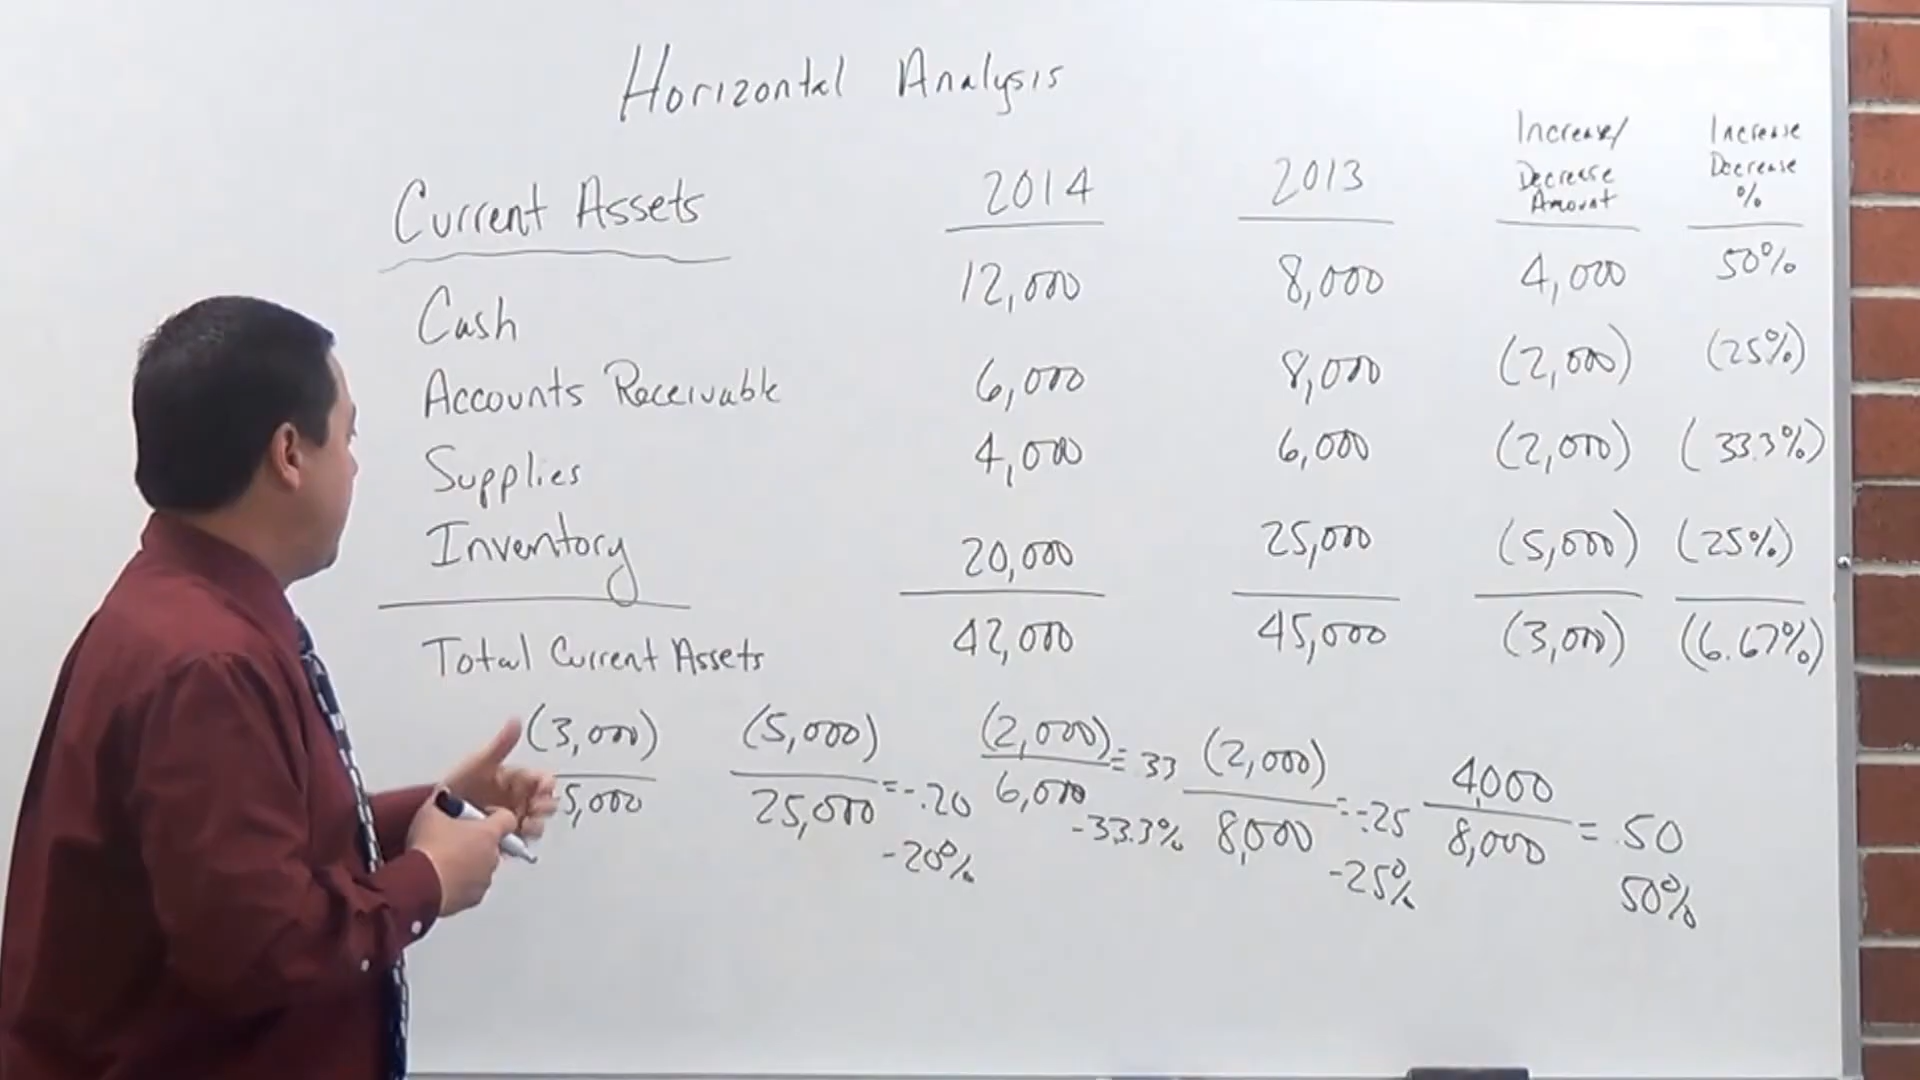 Horizontal Analysis
Current Assets 2014 2013 Increase/ Decrease Amount Increase Decrease %
Cash 12,000 8,000 4,000 50%
Accounts Receivable 6,000 8,000 (2,000) (25%)
Supplies 4,000 6,000 (2,000) (33.3%)
Inventory 20,000 25,000 (5,000) (25%)
Total Current Assets 42,000 45,000 (3,000) (6.67%)
(3,000) (5,000) (2,000) (2,000) 4000
5,000 25,000 = -.20 6,000 = 33 8,000 = -.25 8,000 = .50
-20% -33.3% -25% 50%